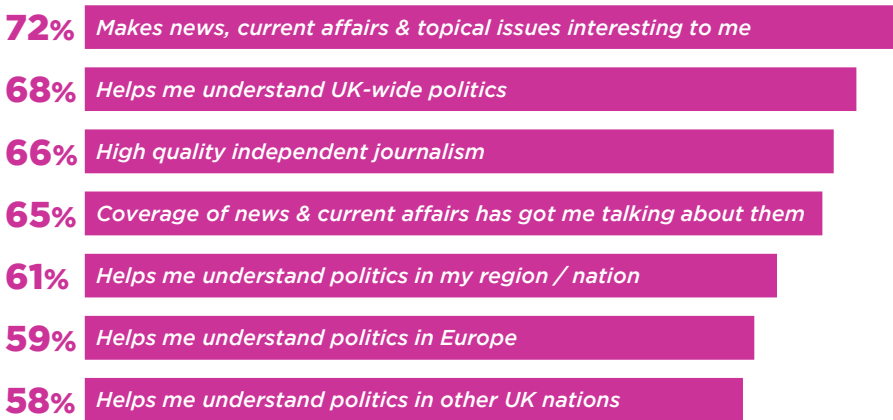 72% Makes news, current affairs & topical issues interesting to me
68% Helps me understand UK-wide politics
66% High quality independent journalism
65% Coverage of news & current affairs has got me talking about them
61% Helps me understand politics in my region / nation
59% Helps me understand politics in Europe
58% Helps me understand politics in other UK nations